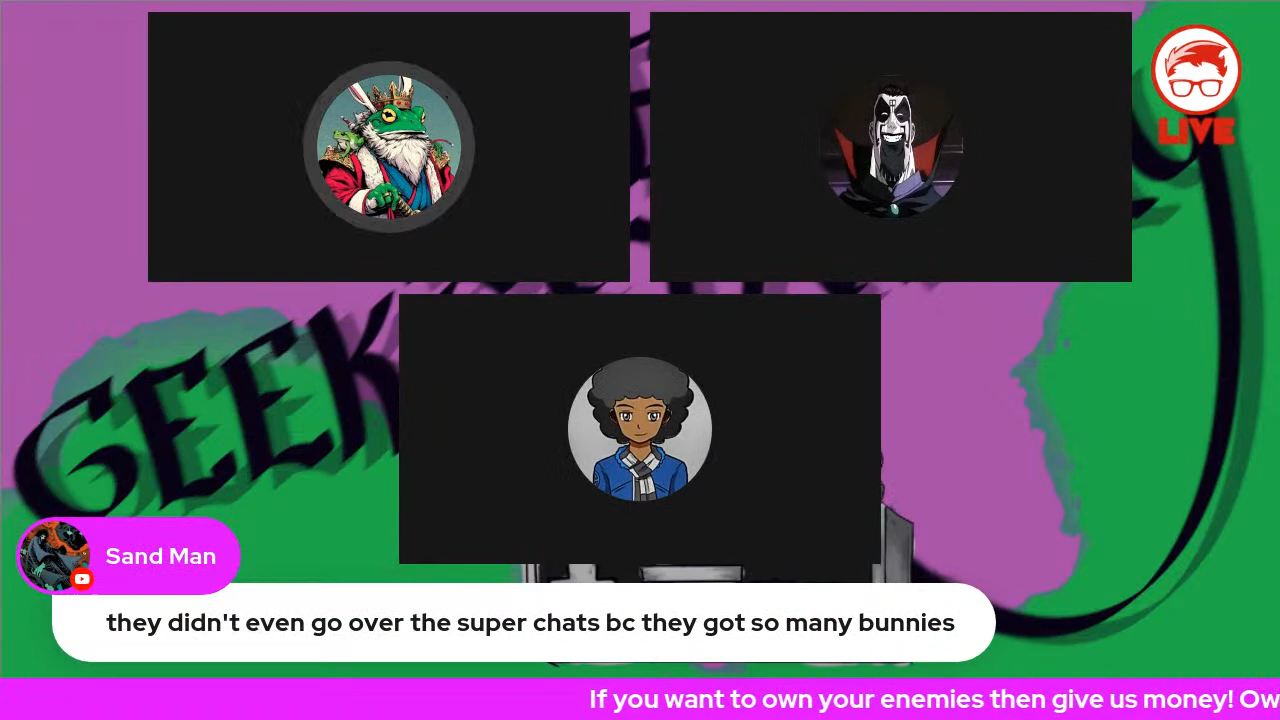 LIVE
GEEK
Sand Man
they didn't even go over the super chats bc they got so many bunnies
If you want to own your enemies then give us money! Ow